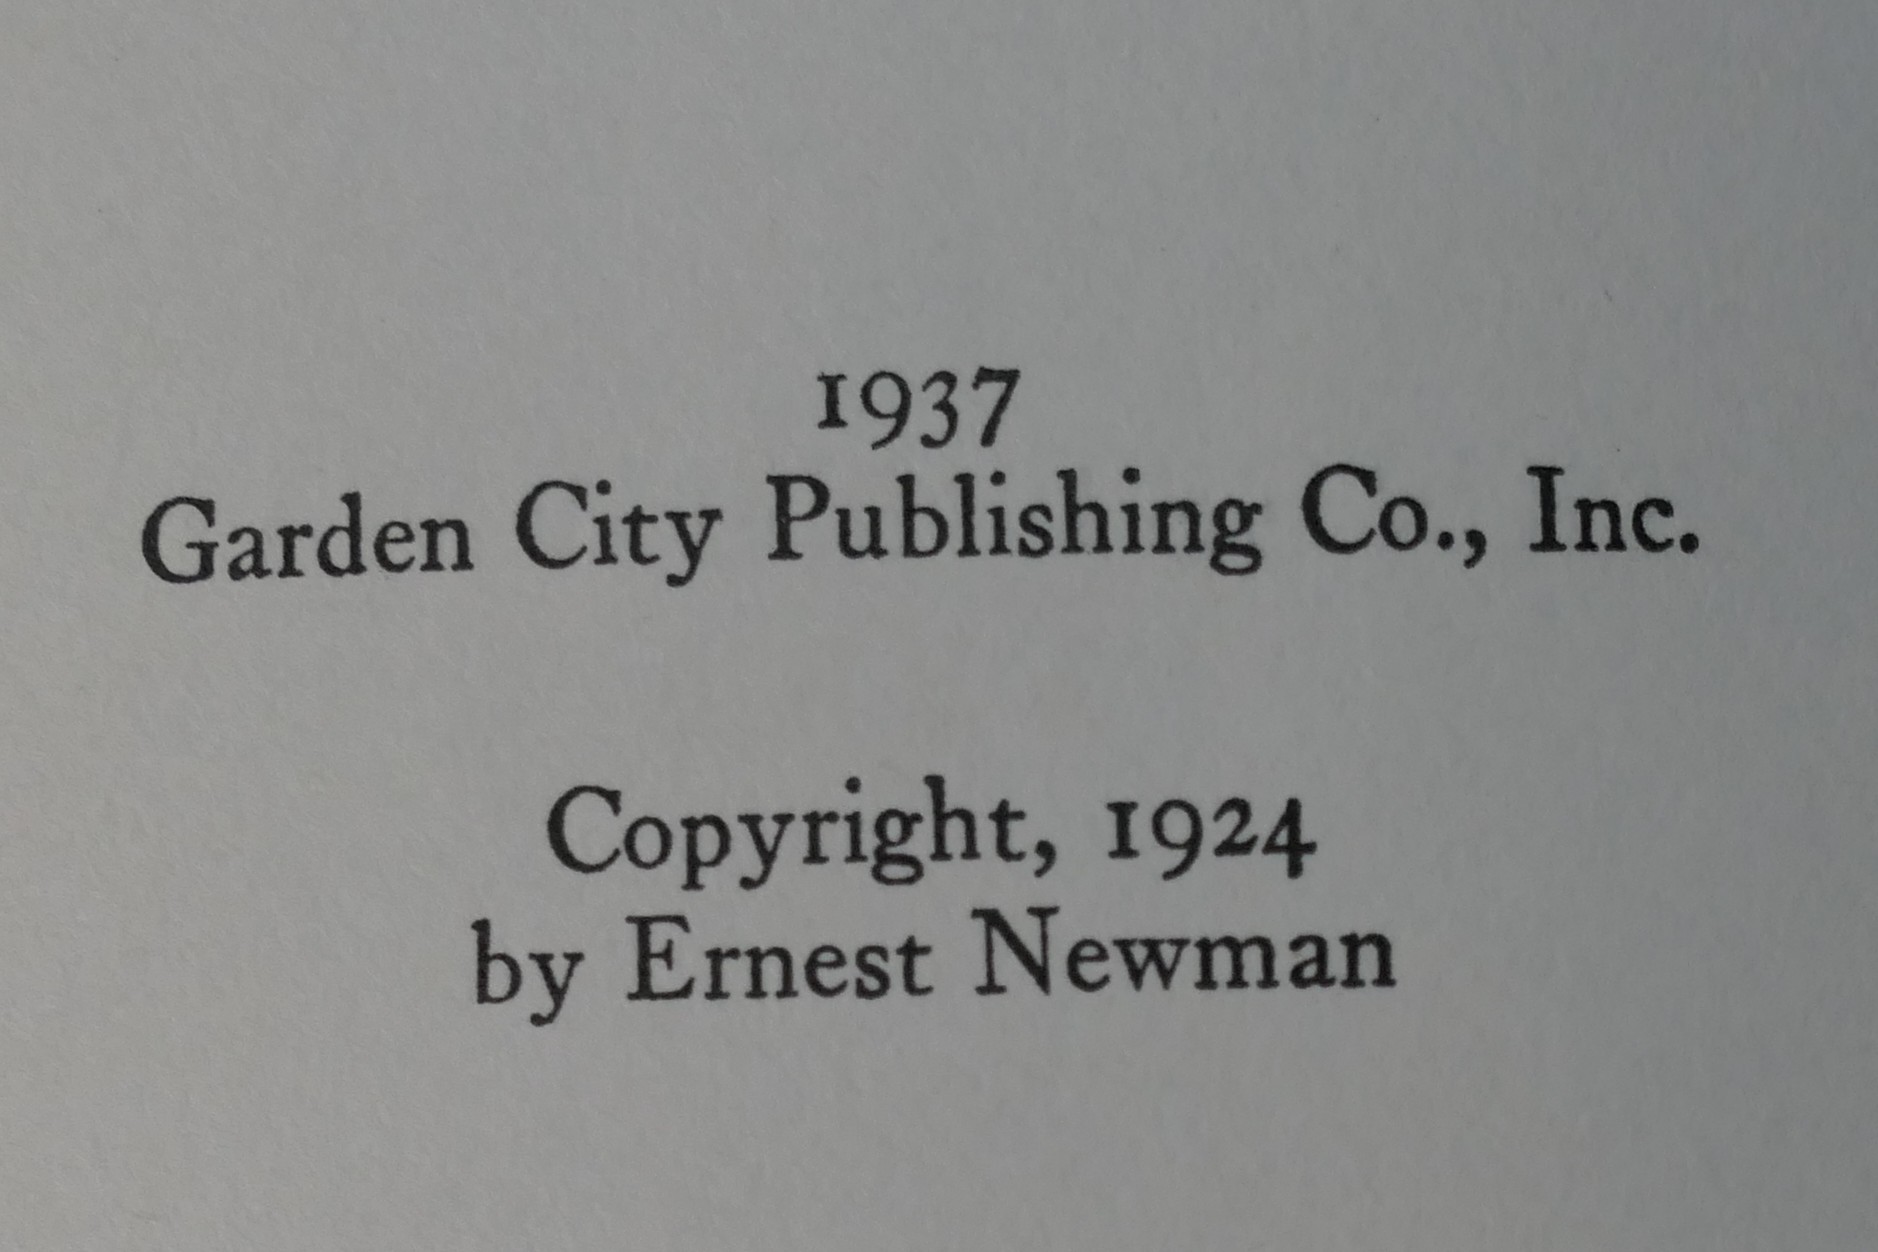 1937
Garden City Publishing Co., Inc.
Copyright, 1924
by Ernest Newman